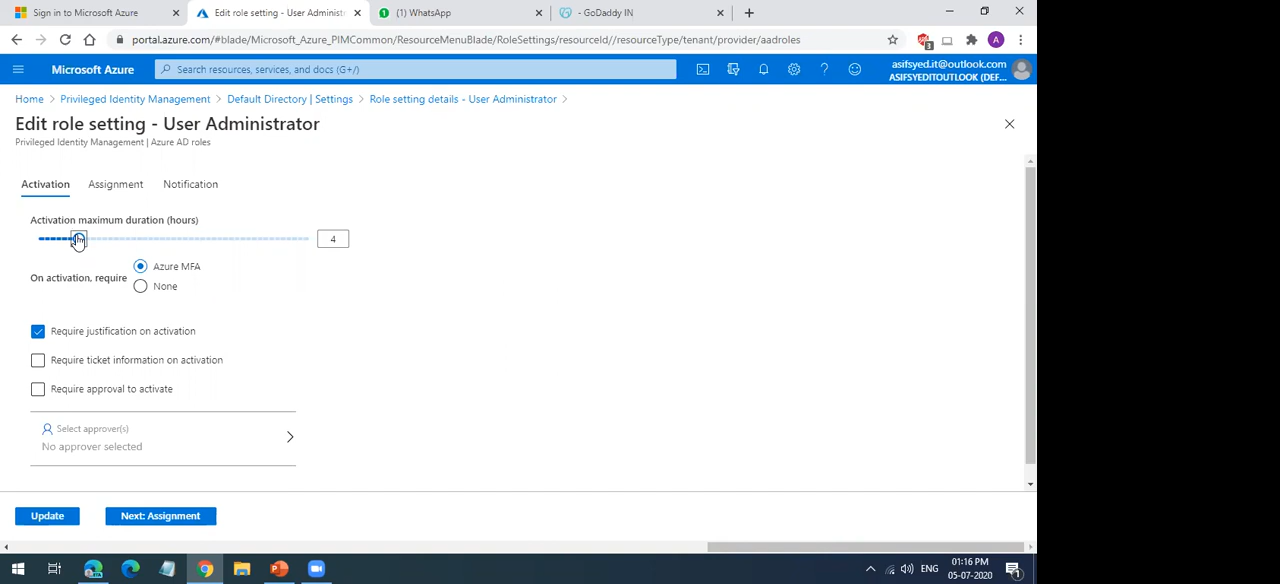 Sign in to Microsoft Azure
Edit role setting - User Administr
(1) WhatsApp
- GoDaddy IN
portal.azure.com/#blade/Microsoft_Azure_PIMCommon/ResourceMenuBlade/RoleSettings/resourceId//resourceType/tenant/provider/aadroles
3
A
Microsoft Azure
Search resources, services, and docs (G+/)
asifsyed.it@outlook.com
ASIFSYEDITOUTLOOK (DEF...
Home > Privileged Identity Management > Default Directory | Settings > Role setting details - User Administrator >
Edit role setting - User Administrator
Privileged Identity Management | Azure AD roles
Activation
Assignment
Notification
Activation maximum duration (hours)
4
On activation, require
Azure MFA
None
Require justification on activation
Require ticket information on activation
Require approval to activate
Select approver(s)
No approver selected
Update
Next: Assignment
ENG
01:16 PM
05-07-2020
1